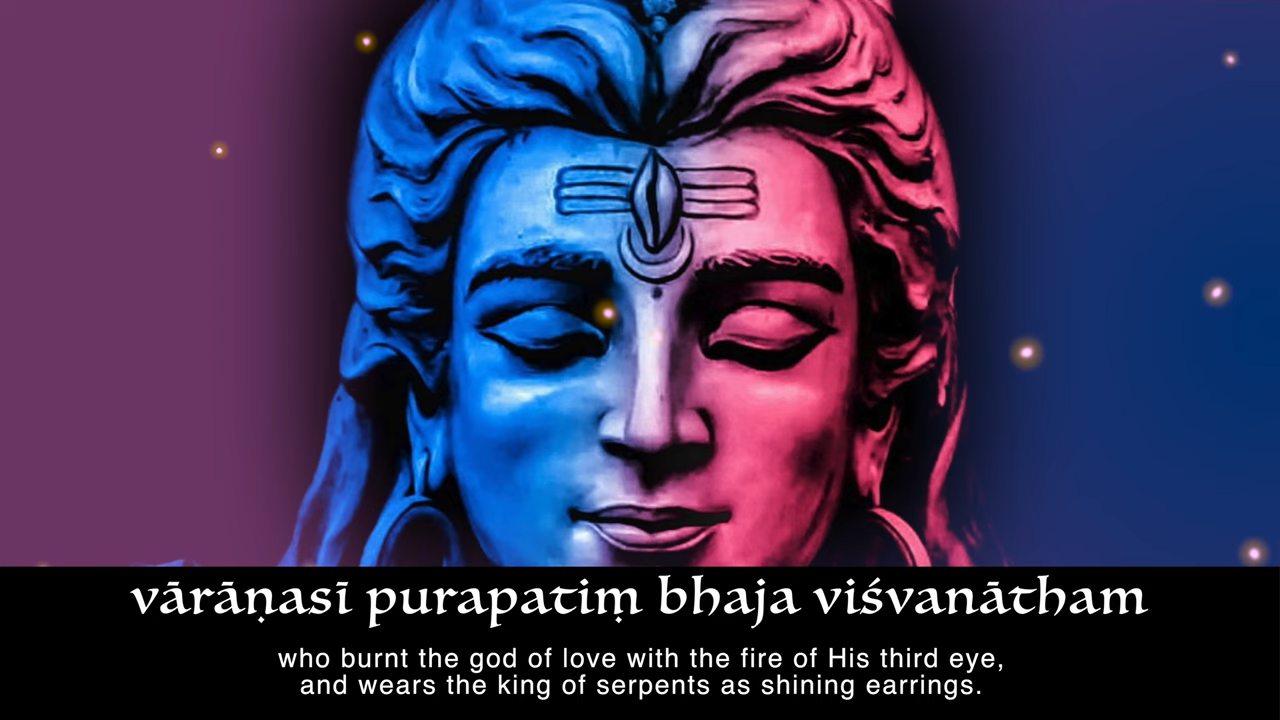 vārāṇasī purapatiṃ bhaja viśvanātham
who burnt the god of love with the fire of His third eye,
and wears the king of serpents as shining earrings.